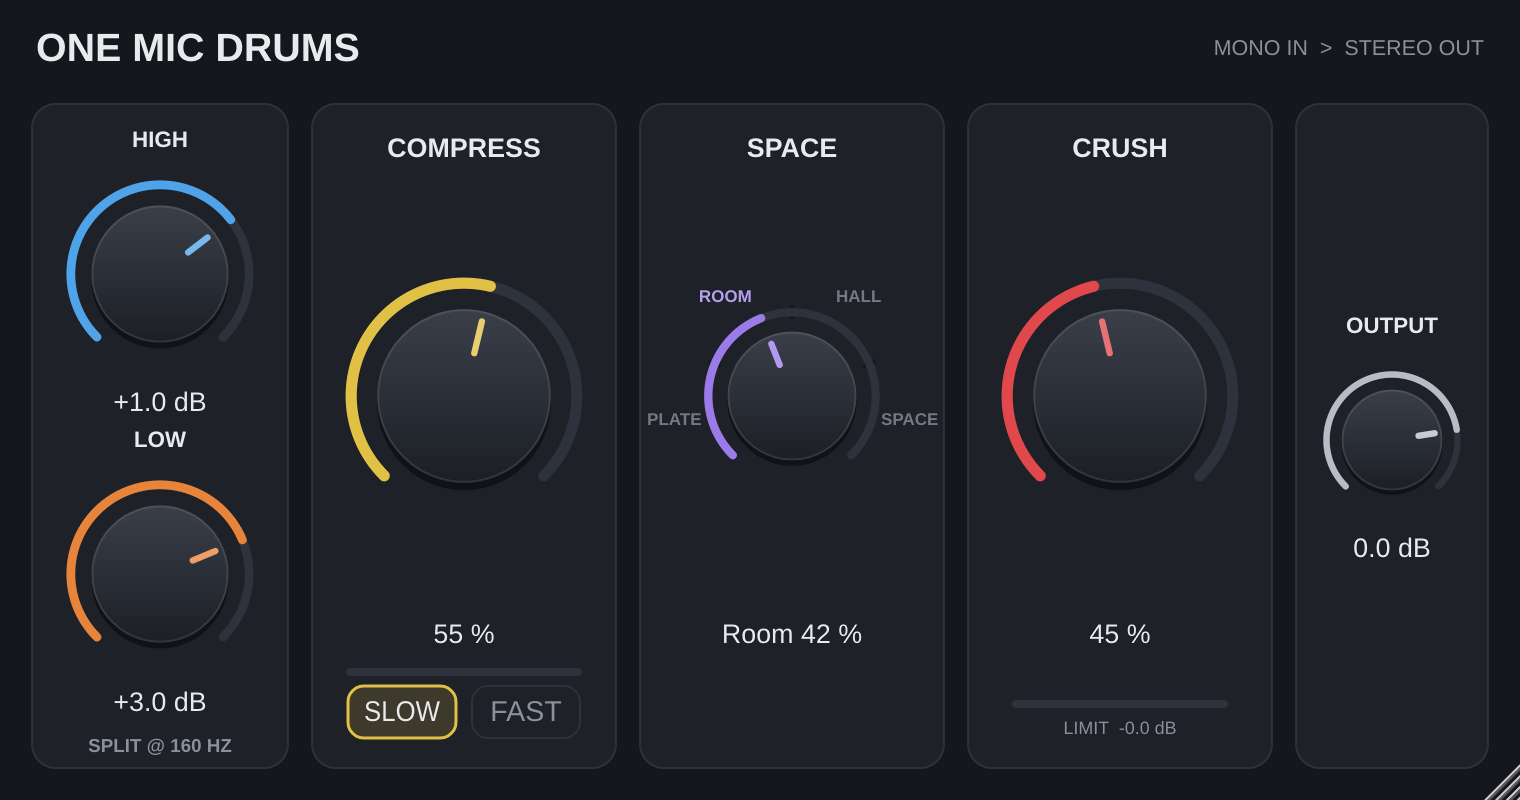 ONE MIC DRUMS
MONO IN > STEREO OUT
HIGH
+1.0 dB
LOW
+3.0 dB
SPLIT @ 160 HZ
COMPRESS
55 %
SLOW
FAST
SPACE
ROOM
HALL
PLATE
SPACE
Room 42 %
CRUSH
45 %
LIMIT -0.0 dB
OUTPUT
0.0 dB